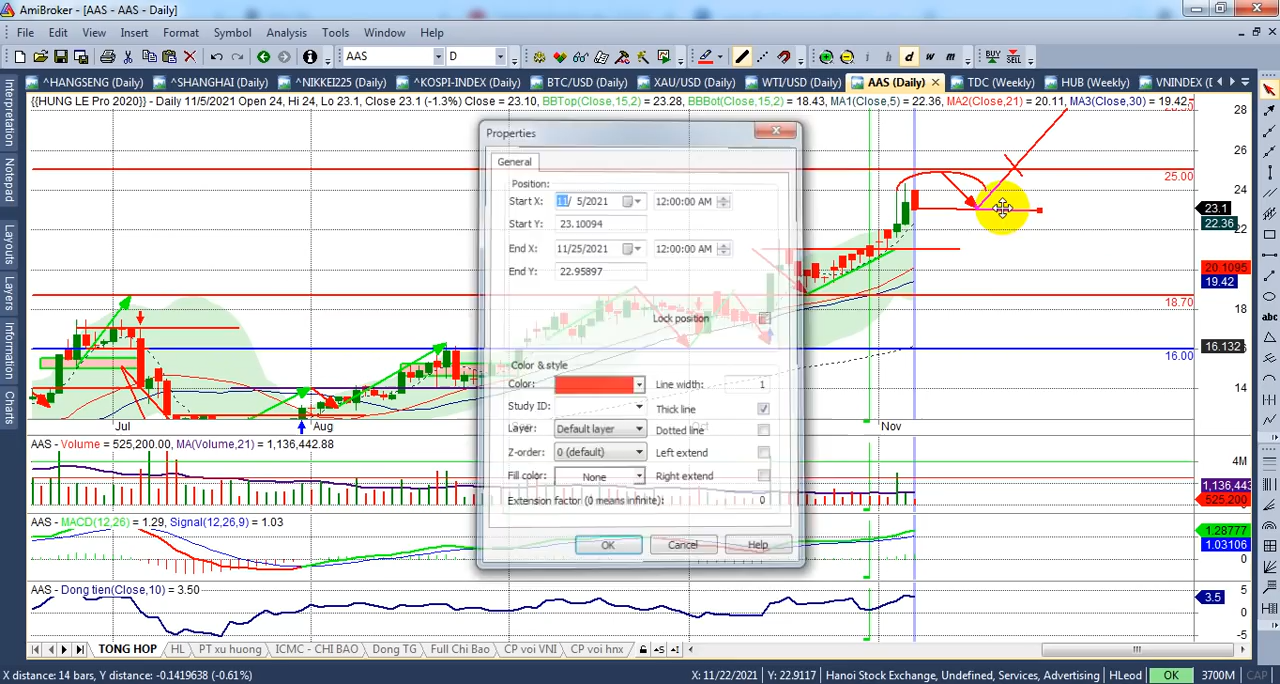 AmiBroker - [AAS - AAS - Daily]
File Edit View Insert Format Symbol Analysis Tools Window Help
AAS D i h d w m BUY SELL
^HANGSENG (Daily) ^SHANGHAI (Daily) ^NIKKEI225 (Daily) ^KOSPI-INDEX (Daily) BTC/USD (Daily) XAU/USD (Daily) WTI/USD (Daily) AAS (Daily) TDC (Weekly) HUB (Weekly) VNINDEX (D
{{HUNG LE Pro 2020}} - Daily 11/5/2021 Open 24, Hi 24, Lo 23.1, Close 23.1 (-1.3%) Close = 23.10, BBTop(Close,15,2) = 23.28, BBBot(Close,15,2) = 18.43, MA1(Close,5) = 22.36, MA2(Close,21) = 20.11, MA3(Close,30) = 19.42,
Interpretation
Notepad
Layouts
Layers
Information
Charts
28
26
25.00
24
23.1
22.36
22
20.1095
19.42
18.70
18
16.132
16.00
14
Properties
General
Position:
Start X: 11/ 5/2021 12:00:00 AM
Start Y: 23.10094
End X: 11/25/2021 12:00:00 AM
End Y: 22.95897
Lock position
Color & style
Color: Line width: 1
Study ID: Thick line
Layer: Default layer Dotted line
Z-order: 0 (default) Left extend
Fill color: None Right extend
Extension factor (0 means infinite): 0
OK Cancel Help
Jul Aug Oct Nov
AAS - Volume = 525,200.00, MA(Volume,21) = 1,136,442.88
4M
1,136,443
525,200
AAS - MACD(12,26) = 1.29, Signal(12,26,9) = 1.03
1.28777
1.03106
0
AAS - Dong tien(Close,10) = 3.50
5
3.5
0
-5
TONG HOP HL PT xu huong ICMC - CHI BAO Dong TG Full Chi Bao CP voi VNI CP voi hnx
X distance: 14 bars, Y distance: -0.1419638 (-0.61%) X: 11/22/2021 Y: 22.9117 Hanoi Stock Exchange, Undefined, Services, Advertising HLeod OK 3700M CAP
abc